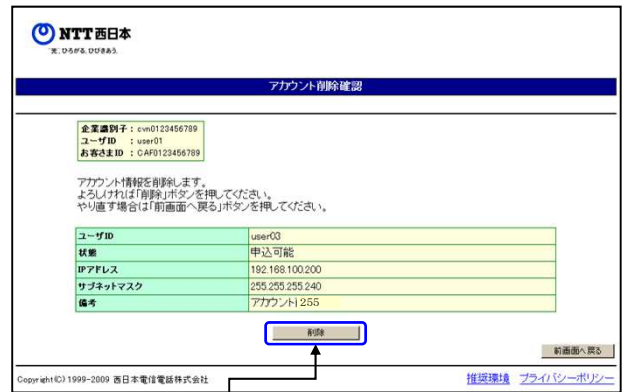 NTT西日本
光、ひろがる。ひびきあう。
アカウント削除確認
企業識別子：cvn0123456789
ユーザID ：user01
お客さまID ：CAF0123456789
アカウント情報を削除します。
よろしければ「削除」ボタンを押してください。
やり直す場合は「前画面へ戻る」ボタンを押してください。
ユーザID user03
状態 申込可能
IPアドレス 192.168.100.200
サブネットマスク 255.255.255.240
備考 アカウント255
削除
前画面へ戻る
Copyright(C) 1999-2009 西日本電信電話株式会社 推奨環境 プライバシーポリシー